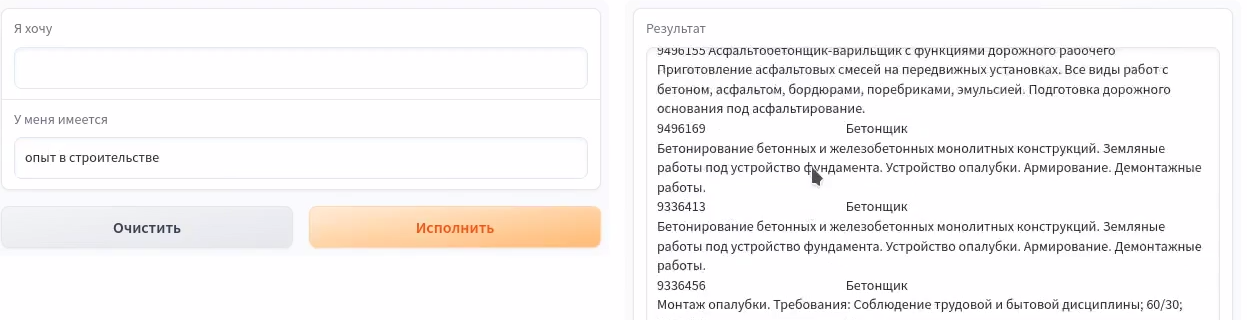 Я хочу
У меня имеется
опыт в строительстве
Очистить
Исполнить
Результат
9496155 Асфальтобетонщик-варильщик с функциями дорожного рабочего
Приготовление асфальтовых смесей на передвижных установках. Все виды работ с
бетоном, асфальтом, бордюрами, поребриками, эмульсией. Подготовка дорожного
основания под асфальтирование.
9496169 Бетонщик
Бетонирование бетонных и железобетонных монолитных конструкций. Земляные
работы под устройство фундамента. Устройство опалубки. Армирование. Демонтажные
работы.
9336413 Бетонщик
Бетонирование бетонных и железобетонных монолитных конструкций. Земляные
работы под устройство фундамента. Устройство опалубки. Армирование. Демонтажные
работы.
9336456 Бетонщик
Монтаж опалубки. Требования: Соблюдение трудовой и бытовой дисциплины; 60/30;